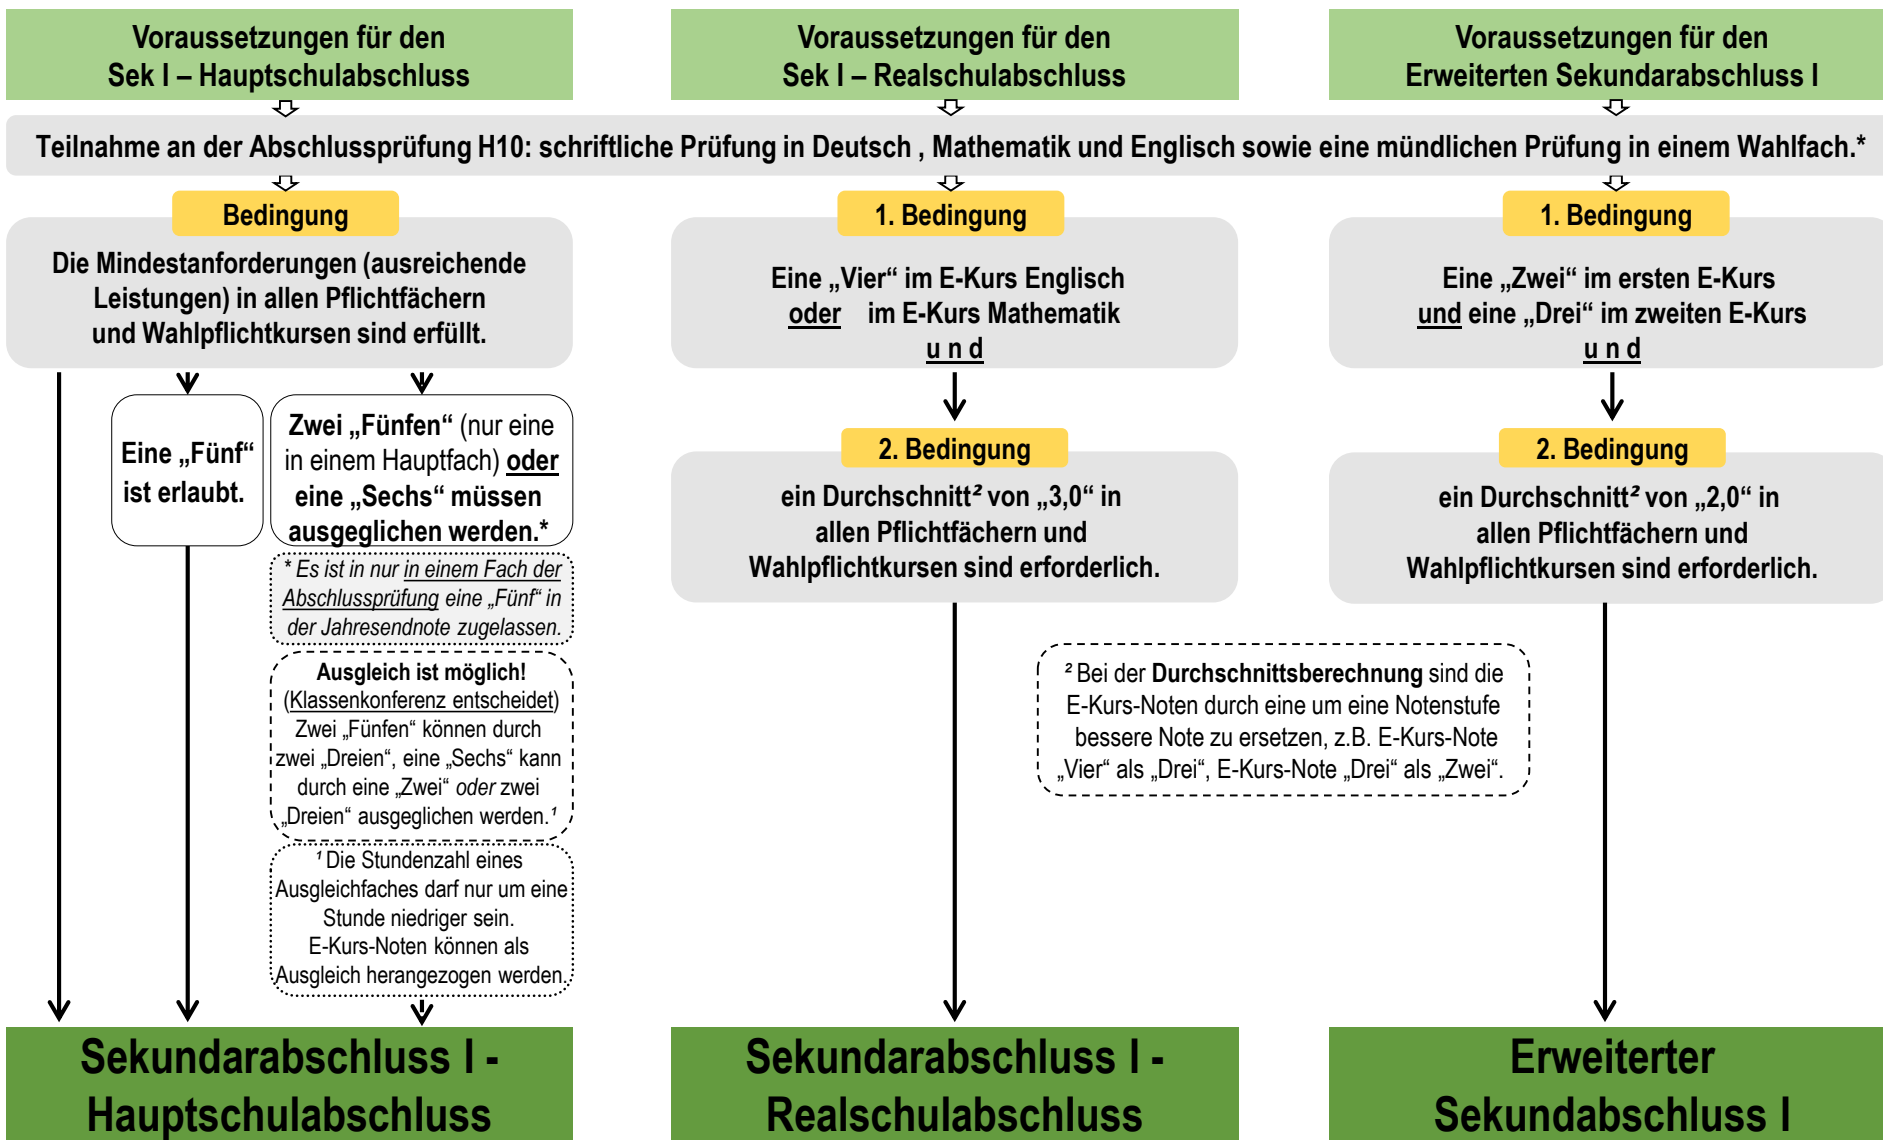 Voraussetzungen für den
Sek I – Hauptschulabschluss
Voraussetzungen für den
Sek I – Realschulabschluss
Voraussetzungen für den
Erweiterten Sekundarabschluss I
Teilnahme an der Abschlussprüfung H10: schriftliche Prüfung in Deutsch , Mathematik und Englisch sowie eine mündlichen Prüfung in einem Wahlfach.*
Bedingung
Die Mindestanforderungen (ausreichende
Leistungen) in allen Pflichtfächern
und Wahlpflichtkursen sind erfüllt.
Eine „Fünf“
ist erlaubt.
Zwei „Fünfen“ (nur eine
in einem Hauptfach) oder
eine „Sechs“ müssen
ausgeglichen werden.*
* Es ist in nur in einem Fach der
Abschlussprüfung eine „Fünf“ in
der Jahresendnote zugelassen.
Ausgleich ist möglich!
(Klassenkonferenz entscheidet)
Zwei „Fünfen“ können durch
zwei „Dreien“, eine „Sechs“ kann
durch eine „Zwei“ oder zwei
„Dreien“ ausgeglichen werden.¹
¹ Die Stundenzahl eines
Ausgleichfaches darf nur um eine
Stunde niedriger sein.
E-Kurs-Noten können als
Ausgleich herangezogen werden.
Sekundarabschluss I -
Hauptschulabschluss
1. Bedingung
Eine „Vier“ im E-Kurs Englisch
oder im E-Kurs Mathematik
u n d
2. Bedingung
ein Durchschnitt² von „3,0“ in
allen Pflichtfächern und
Wahlpflichtkursen sind erforderlich.
Sekundarabschluss I -
Realschulabschluss
1. Bedingung
Eine „Zwei“ im ersten E-Kurs
und eine „Drei“ im zweiten E-Kurs
u n d
2. Bedingung
ein Durchschnitt² von „2,0“ in
allen Pflichtfächern und
Wahlpflichtkursen sind erforderlich.
² Bei der Durchschnittsberechnung sind die
E-Kurs-Noten durch eine um eine Notenstufe
bessere Note zu ersetzen, z.B. E-Kurs-Note
„Vier“ als „Drei“, E-Kurs-Note „Drei“ als „Zwei“.
Erweiterter
Sekundabschluss I